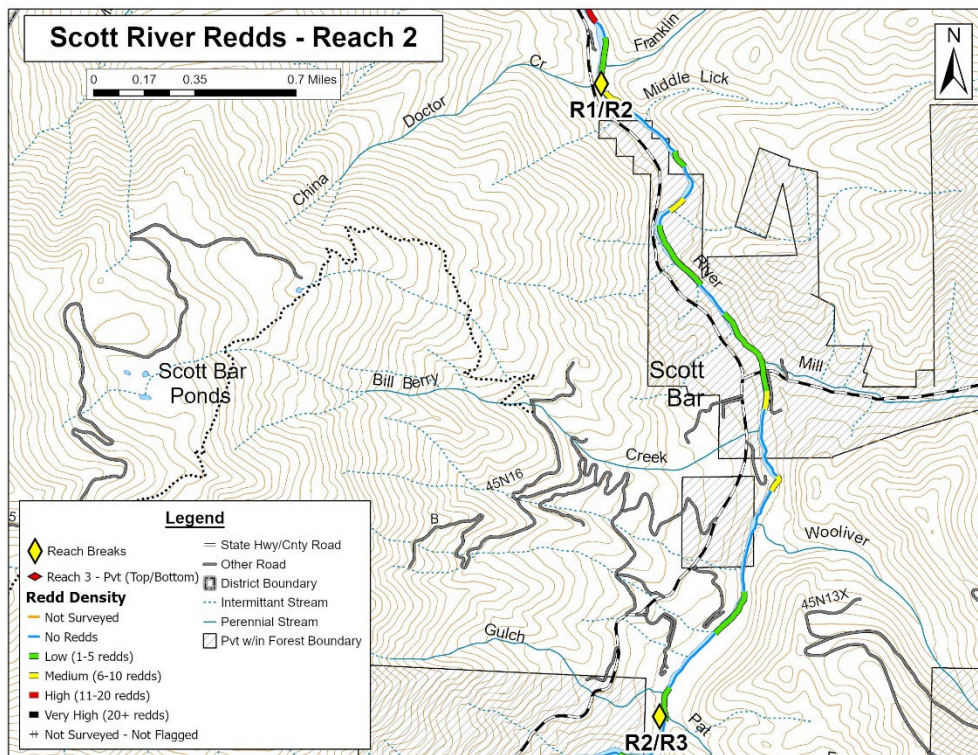 Scott River Redds - Reach 2
0 0.17 0.35 0.7 Miles
N
Franklin
Cr
Doctor
China
Middle Lick
R1/R2
River
Scott Bar
Ponds
Bill Berry
Scott
Bar
Mill
Creek
45N16
B
Wooliver
45N13X
Gulch
Pat
R2/R3
Legend
Reach Breaks
Reach 3 - Pvt (Top/Bottom)
Redd Density
Not Surveyed
No Redds
Low (1-5 redds)
Medium (6-10 redds)
High (11-20 redds)
Very High (20+ redds)
Not Surveyed - Not Flagged
State Hwy/Cnty Road
Other Road
District Boundary
Intermittant Stream
Perennial Stream
Pvt w/in Forest Boundary